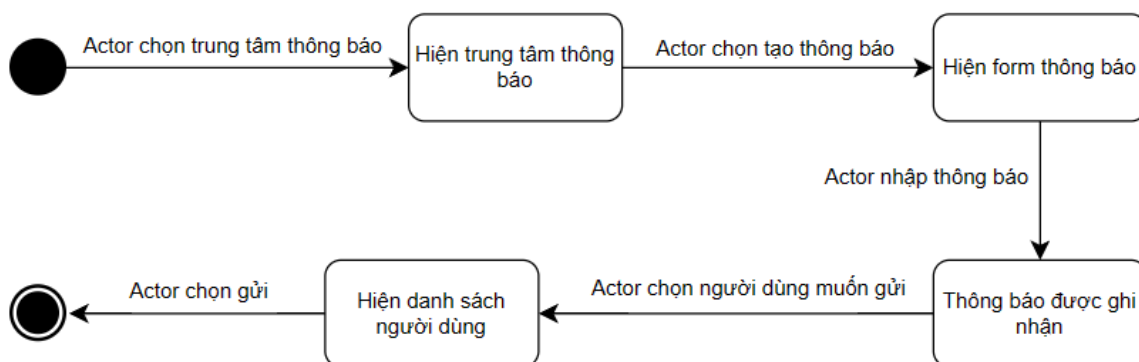 Actor chọn trung tâm thông báo
Hiện trung tâm thông
báo
Actor chọn tạo thông báo
Hiện form thông báo
Actor nhập thông báo
Thông báo được ghi
nhận
Actor chọn người dùng muốn gửi
Hiện danh sách
người dùng
Actor chọn gửi